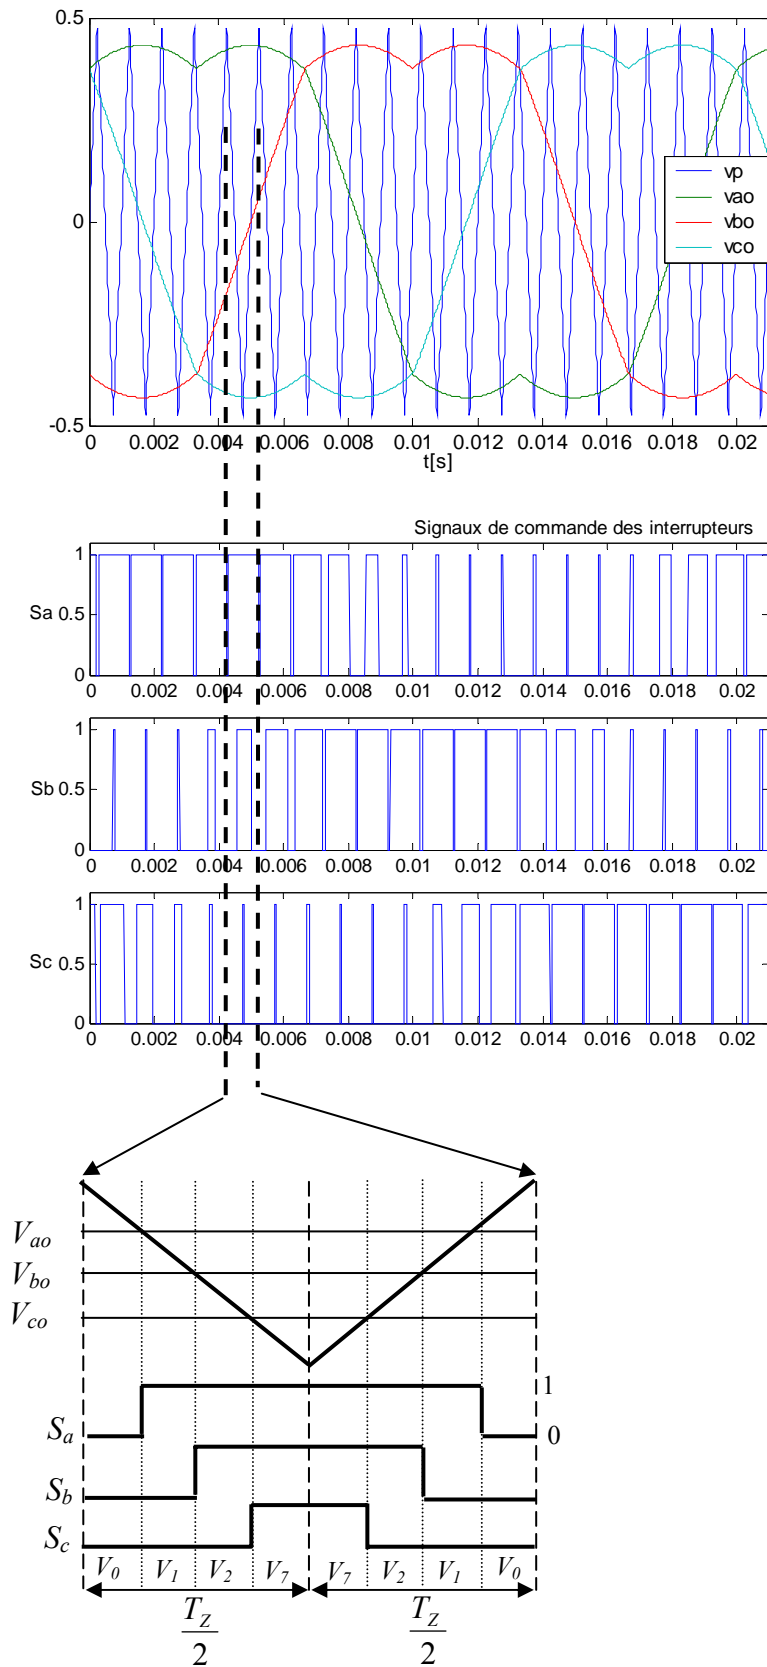 0.5
0
-0.5
vp
vao
vbo
vco
0 0.002 0.004 0.006 0.008 0.01 0.012 0.014 0.016 0.018 0.02
t[s]
Signaux de commande des interrupteurs
1
Sa 0.5
0
0 0.002 0.004 0.006 0.008 0.01 0.012 0.014 0.016 0.018 0.02
1
Sb 0.5
0
0 0.002 0.004 0.006 0.008 0.01 0.012 0.014 0.016 0.018 0.02
1
Sc 0.5
0
0 0.002 0.004 0.006 0.008 0.01 0.012 0.014 0.016 0.018 0.02
Vao
Vbo
Vco
1
Sa 0
Sb
Sc
V0 V1 V2 V7 V7 V2 V1 V0
TZ TZ
2 2